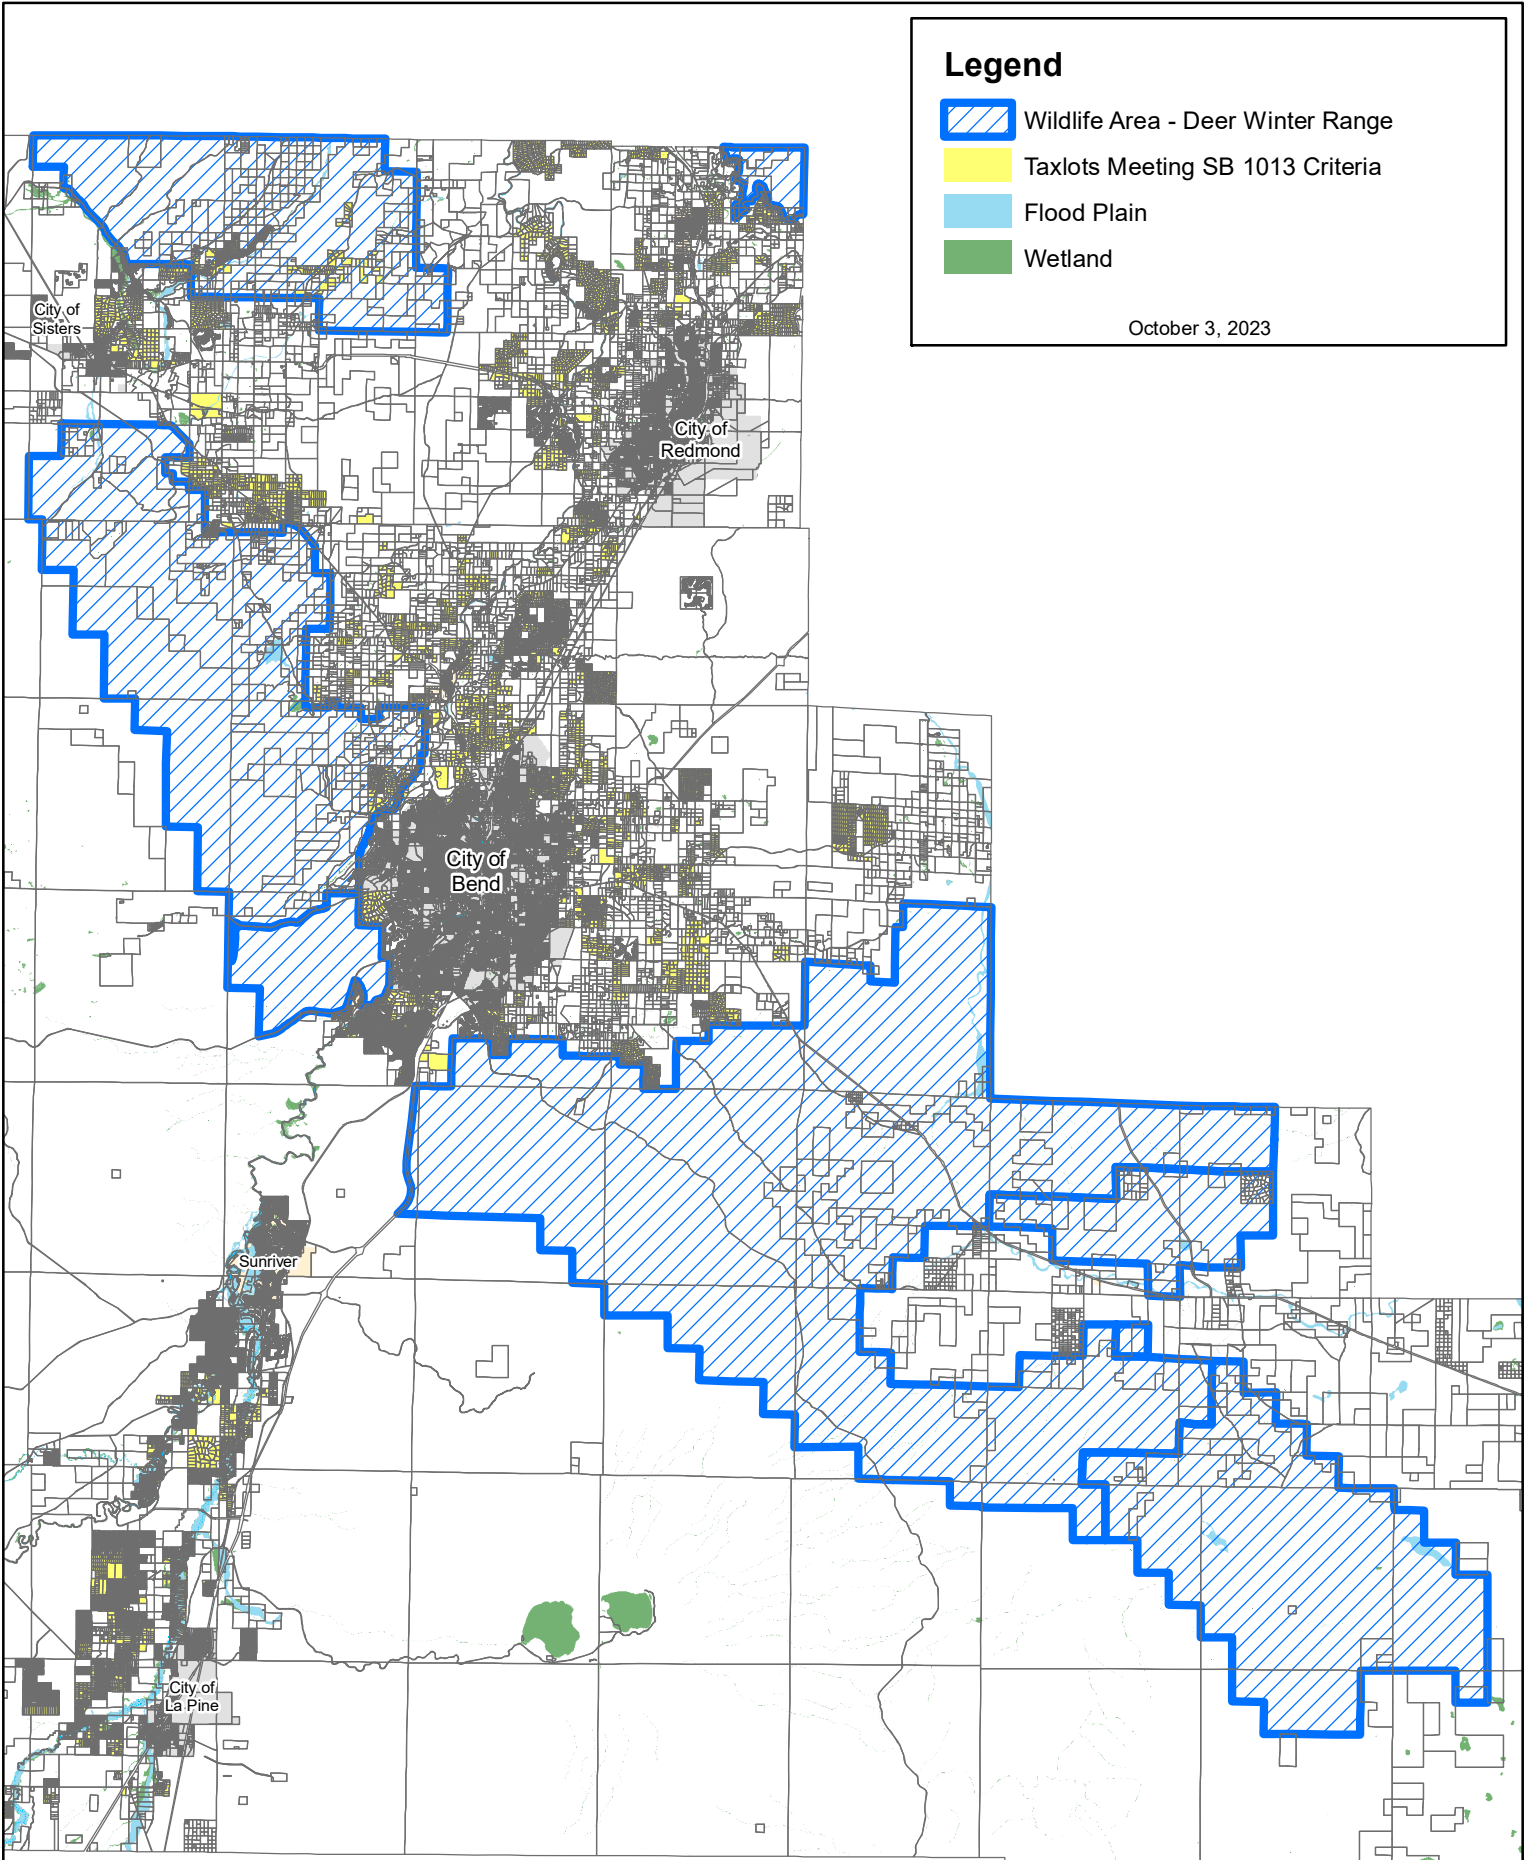 Legend
Wildlife Area - Deer Winter Range
Taxlots Meeting SB 1013 Criteria
Flood Plain
Wetland
October 3, 2023
City of
Sisters
City of
Redmond
City of
Bend
Sunriver
City of
La Pine